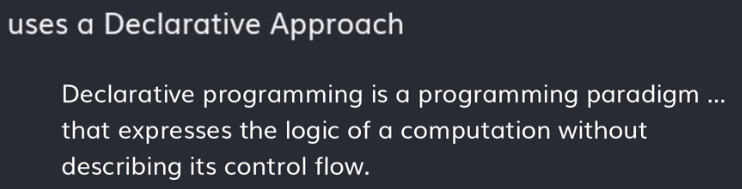 uses a Declarative Approach
Declarative programming is a programming paradigm ...
that expresses the logic of a computation without
describing its control flow.